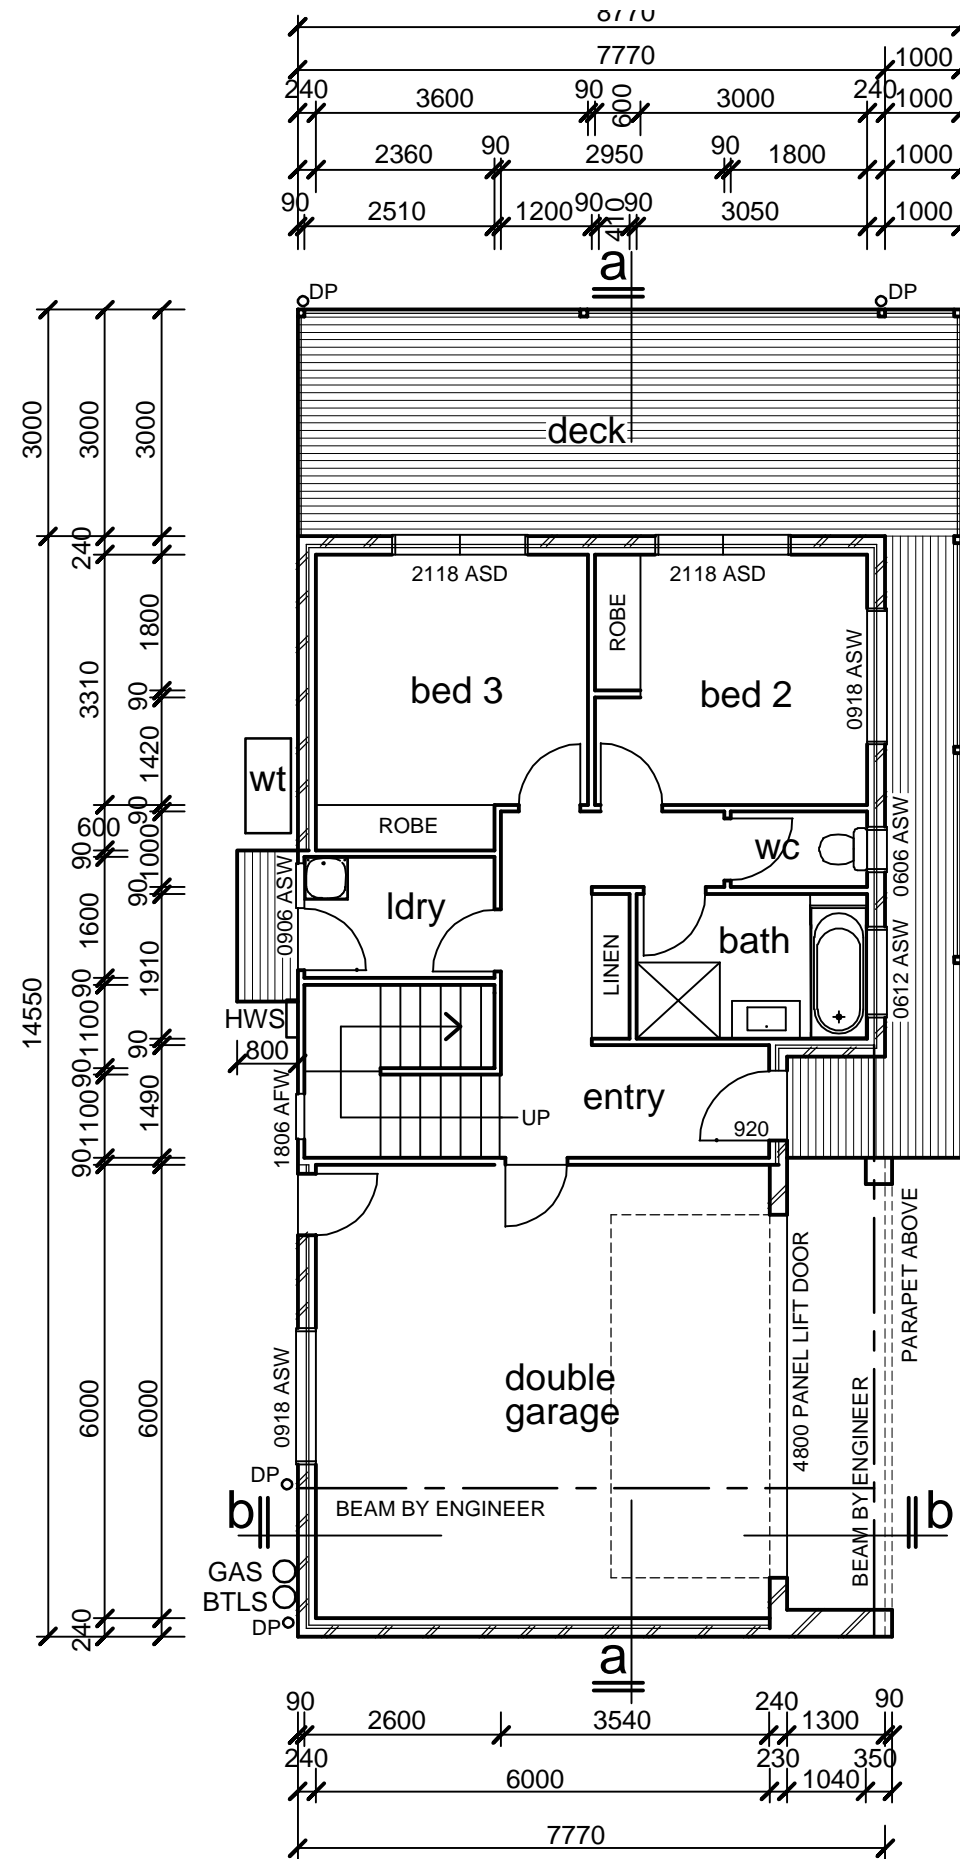 8770
7770 1000
240 3600 90 600 3000 240 1000
2360 90 2950 90 1800 1000
90 2510 1200 90 410 90 3050 1000
a
DP DP
deck
3000 3000 3000
240
2118 ASD 2118 ASD
ROBE
bed 3 bed 2
0918 ASW
1800
3310
90
1420
wt
90
600
ROBE
wc
0606 ASW
90
1000
90
0906 ASW
ldry
LINEN
bath
0612 ASW
1600
1910
90
14550
HWS
800
1100
90
90
1806 AFW
entry
UP
920
1100
1490
90
PARAPET ABOVE
4800 PANEL LIFT DOOR
double
garage
0918 ASW
6000 6000
BEAM BY ENGINEER
DP
BEAM BY ENGINEER
b b
GAS
BTLS
DP
240
a
90 2600 3540 240 1300 90
240 6000 230 1040 350
7770